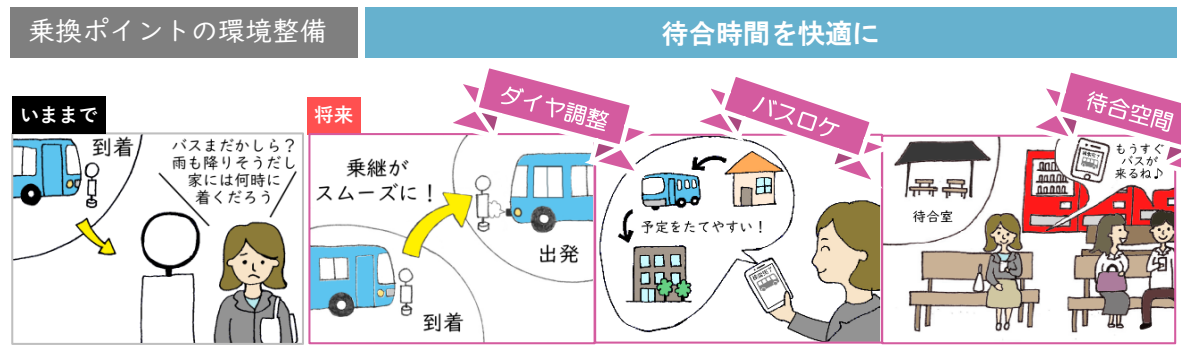 乗換ポイントの環境整備
待合時間を快適に
いままで
到着
バスまだかしら？
雨も降りそうだし
家には何時に
着くだろう
将来
ダイヤ調整
乗継が
スムーズに！
出発
到着
バスロケ
予定をたてやすい！
待合空間
もうすぐ
バスが
来るね♪
待合室